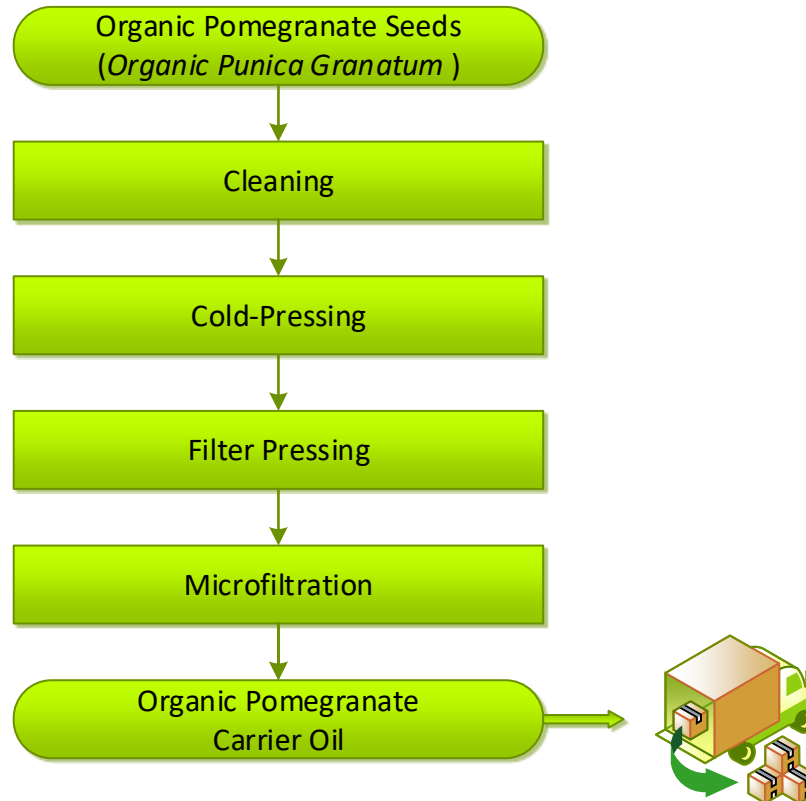 Organic Pomegranate Seeds
(Organic Punica Granatum )
Cleaning
Cold-Pressing
Filter Pressing
Microfiltration
Organic Pomegranate
Carrier Oil